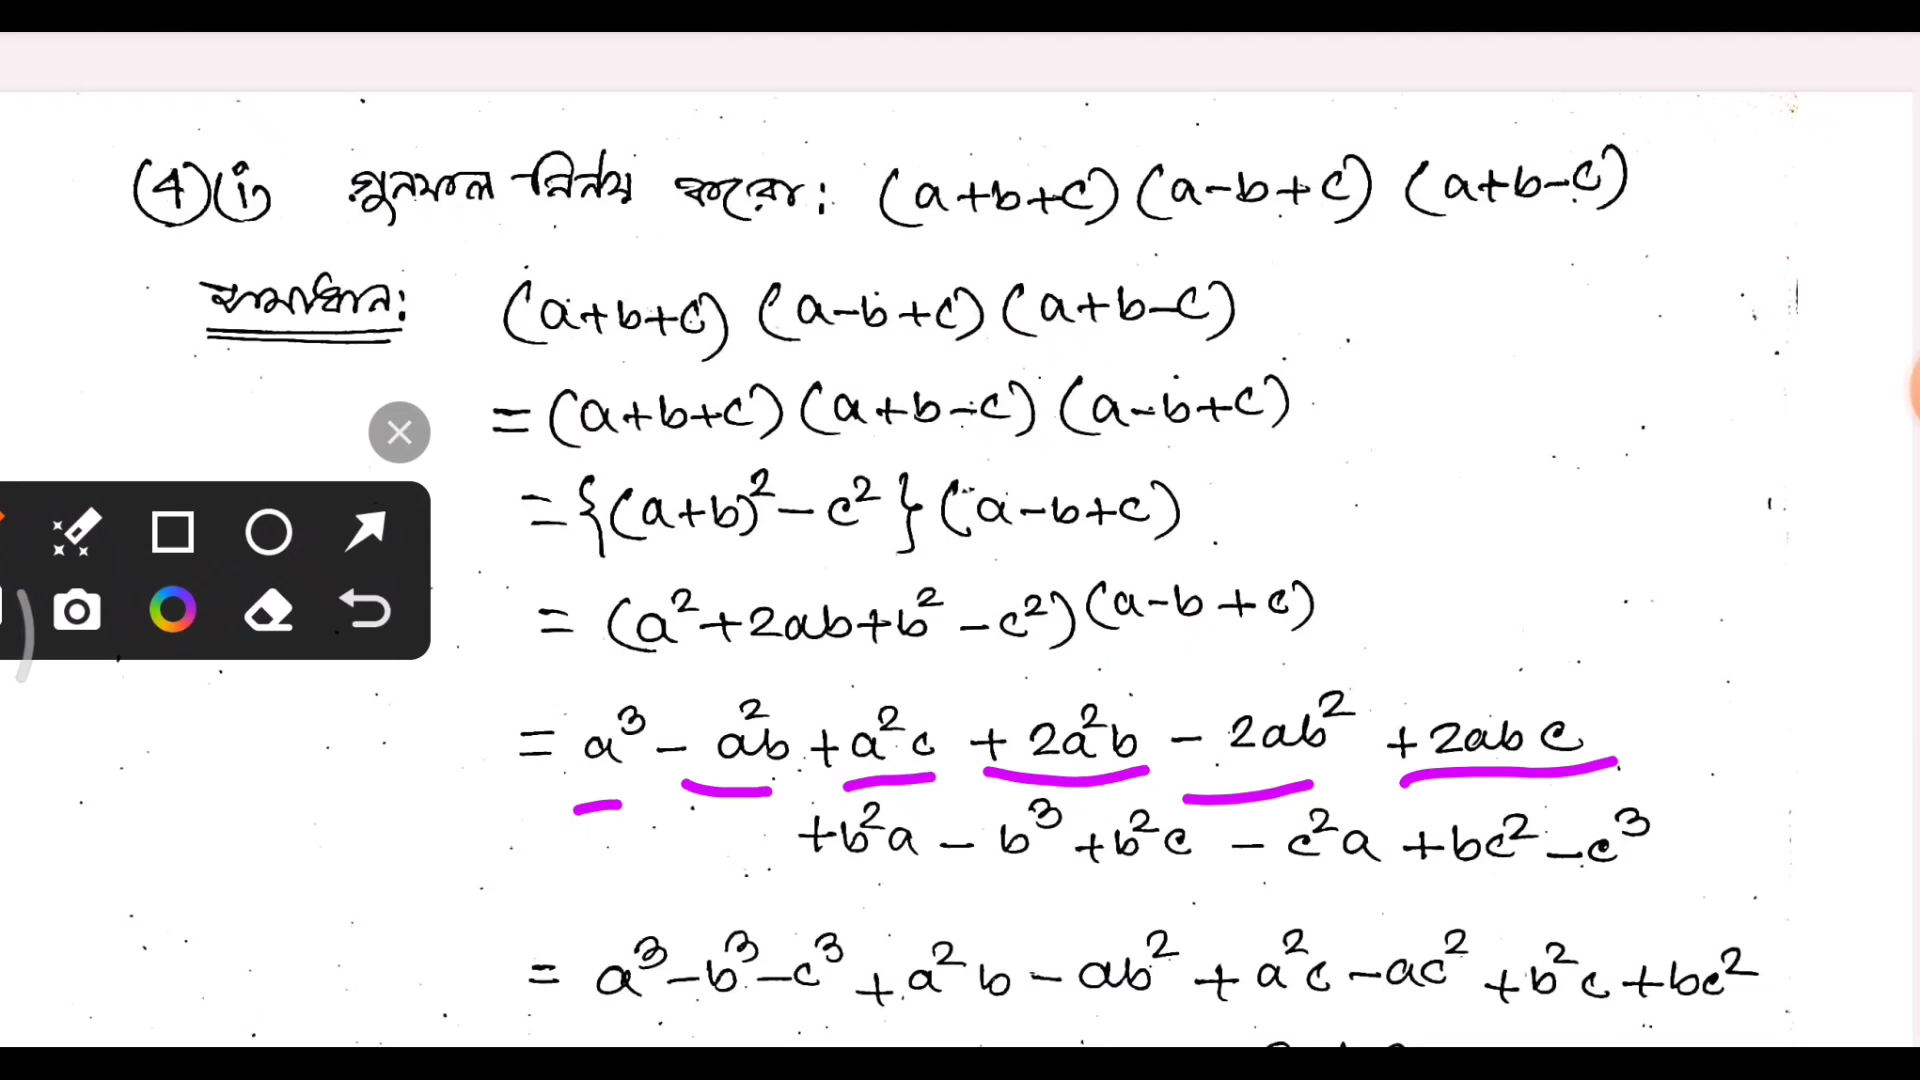 (4)(i) গুনফল নির্নয় করো: (a+b+c) (a-b+c) (a+b-c)
সমাধান: (a+b+c) (a-b+c) (a+b-c)
= (a+b+c) (a+b-c) (a-b+c)
= {(a+b)² - c²} (a-b+c)
= (a² + 2ab + b² - c²) (a-b+c)
= a³ - a²b + a²c + 2a²b - 2ab² + 2abc
+ b²a - b³ + b²c - c²a + bc² - c³
= a³ - b³ - c³ + a²b - ab² + a²c - ac² + b²c + bc²